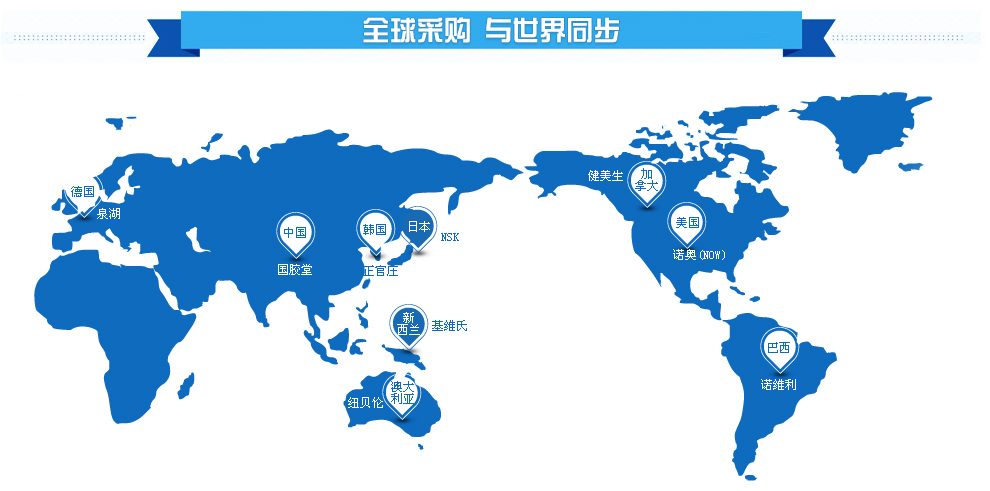 全球采购 与世界同步
健美生
加
拿大
德国
泉湖
中国
国胶堂
韩国
正官庄
日本
NSK
美国
诺奥(NOW)
新
西兰
基维氏
巴西
诺维利
澳大
利亚
纽贝伦